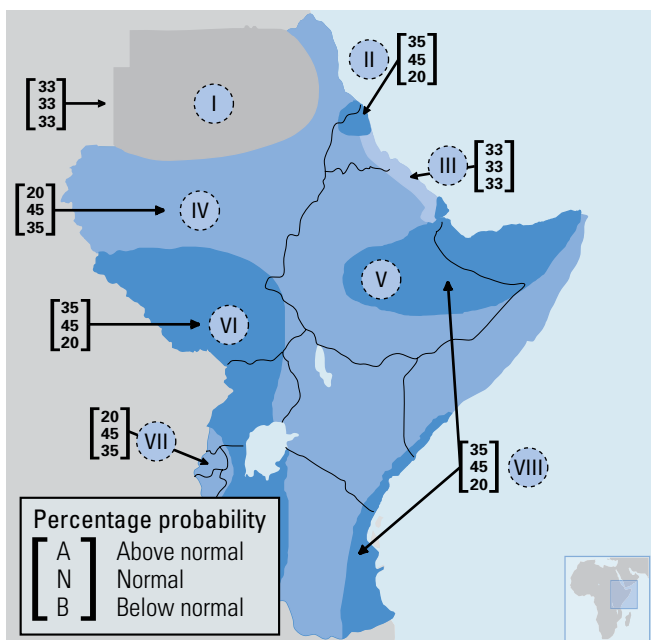 35
45
20
II
33
33
33
I
33
33
33
III
20
45
35
IV
V
35
45
20
VI
20
45
35
VII
35
45
20
VIII
Percentage probability
A Above normal
N Normal
B Below normal